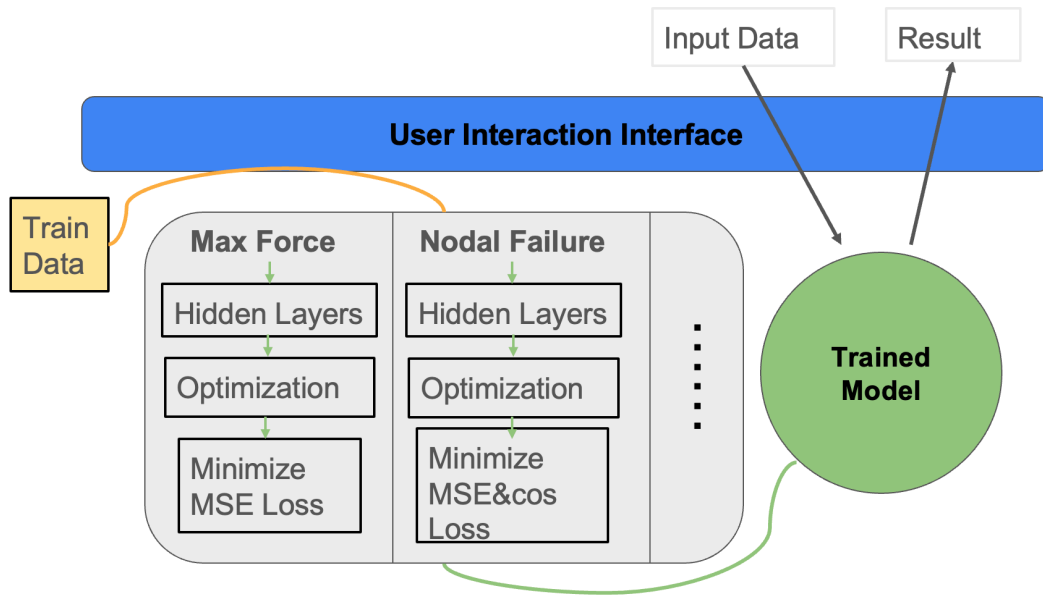 Input Data
Result
User Interaction Interface
Train
Data
Max Force
Hidden Layers
Optimization
Minimize
MSE Loss
Nodal Failure
Hidden Layers
Optimization
Minimize
MSE&cos
Loss
Trained
Model